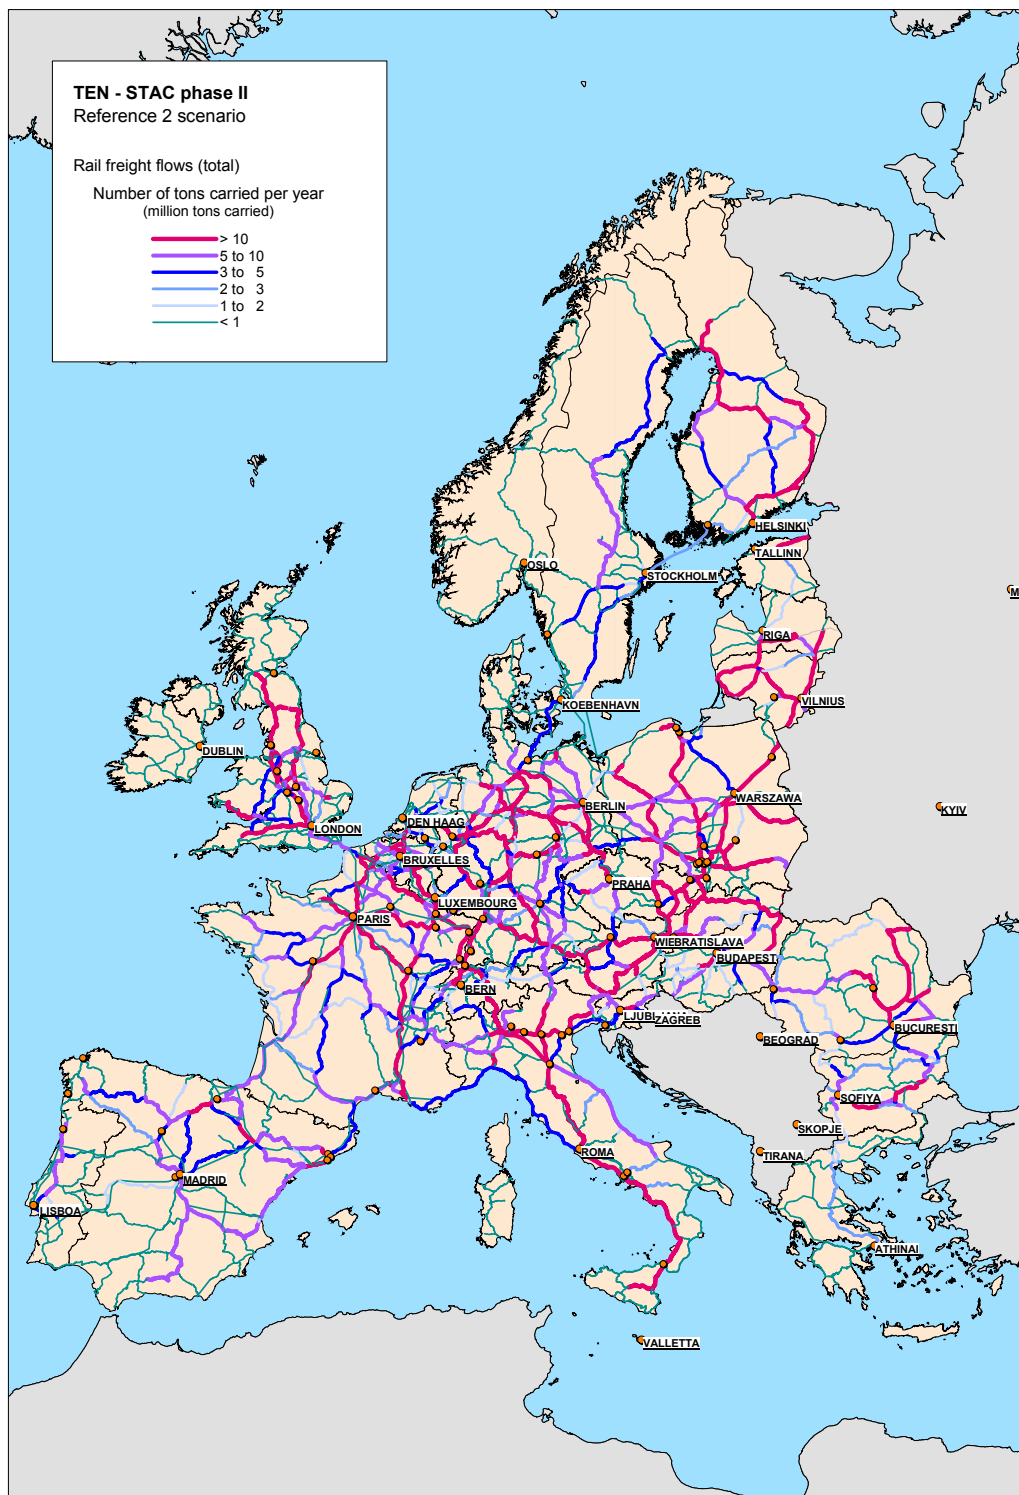 TEN - STAC phase II
Reference 2 scenario
Rail freight flows (total)
Number of tons carried per year
(million tons carried)
> 10
5 to 10
3 to 5
2 to 3
1 to 2
< 1
HELSINKI
TALLINN
OSLO
STOCKHOLM
M
RIGA
KOEBENHAVN
VILNIUS
DUBLIN
BERLIN
WARSZAWA
KYIV
DEN HAAG
LONDON
BRUXELLES
PRAHA
LUXEMBOURG
PARIS
WIEBRATISLAVA
BUDAPEST
BERN
LJUBL
ZAGREB
BUCURESTI
BEOGRAD
SOFIYA
SKOPJE
ROMA
TIRANA
MADRID
LISBOA
ATHINAI
VALLETTA